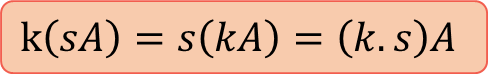 k(sA) = s(kA) = (k.s)A